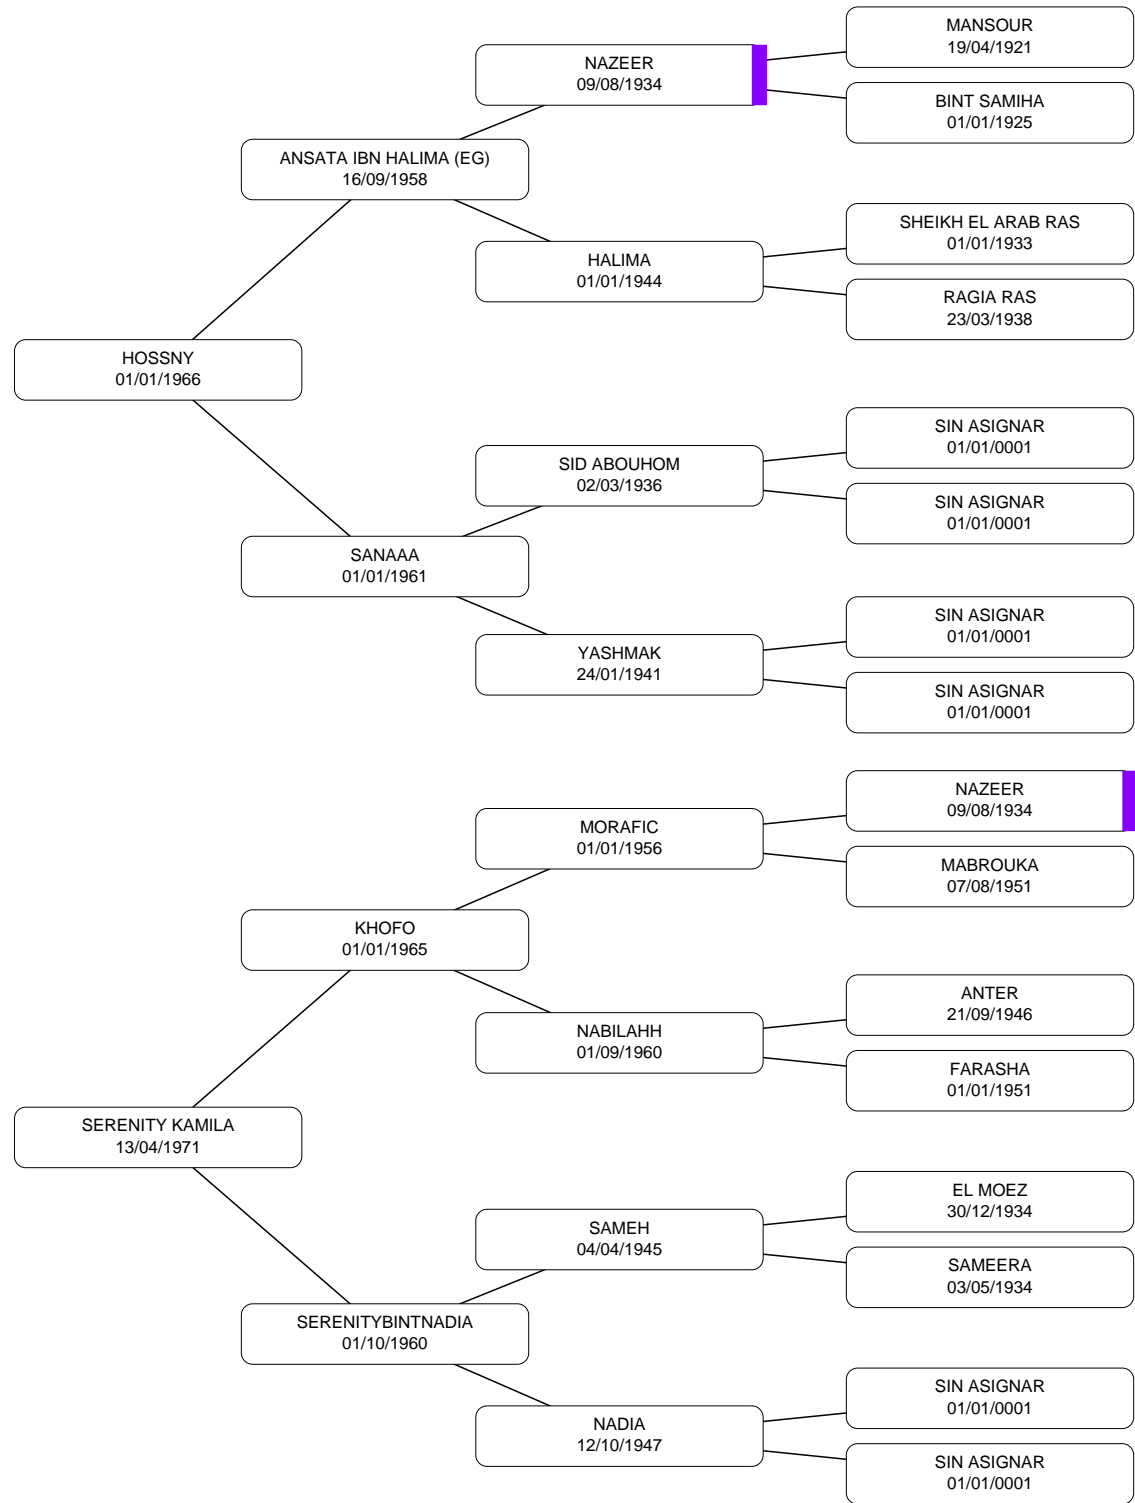 MANSOUR
19/04/1921
NAZEER
09/08/1934
BINT SAMIHA
01/01/1925
ANSATA IBN HALIMA (EG)
16/09/1958
SHEIKH EL ARAB RAS
01/01/1933
HALIMA
01/01/1944
RAGIA RAS
23/03/1938
HOSSNY
01/01/1966
SIN ASIGNAR
01/01/0001
SID ABOUHOM
02/03/1936
SIN ASIGNAR
01/01/0001
SANAAA
01/01/1961
SIN ASIGNAR
01/01/0001
YASHMAK
24/01/1941
SIN ASIGNAR
01/01/0001
NAZEER
09/08/1934
MORAFIC
01/01/1956
MABROUKA
07/08/1951
KHOFO
01/01/1965
ANTER
21/09/1946
NABILAHH
01/09/1960
FARASHA
01/01/1951
SERENITY KAMILA
13/04/1971
EL MOEZ
30/12/1934
SAMEH
04/04/1945
SAMEERA
03/05/1934
SERENITYBINTNADIA
01/10/1960
SIN ASIGNAR
01/01/0001
NADIA
12/10/1947
SIN ASIGNAR
01/01/0001